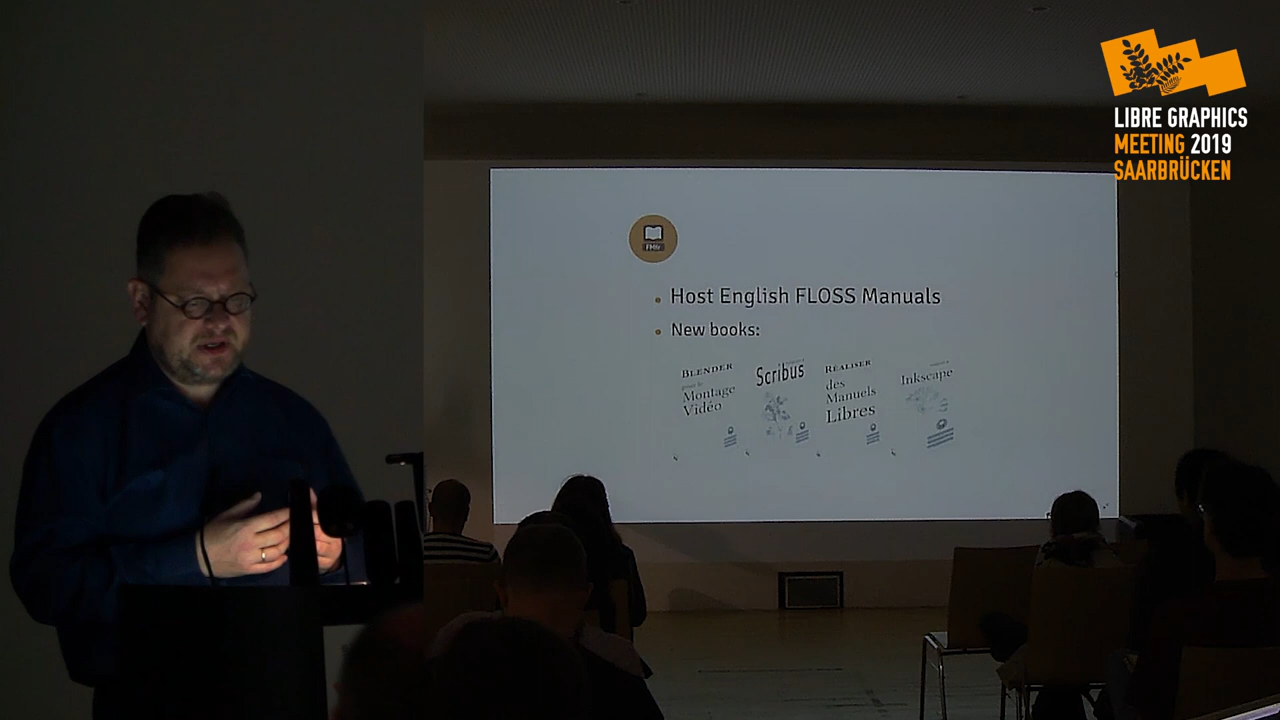 LIBRE GRAPHICS
MEETING 2019
SAARBRÜCKEN
FMfr
Host English FLOSS Manuals
New books:
BLENDER
pour le
Montage
Vidéo
Scribus
RÉALISER
des
Manuels
Libres
Inkscape